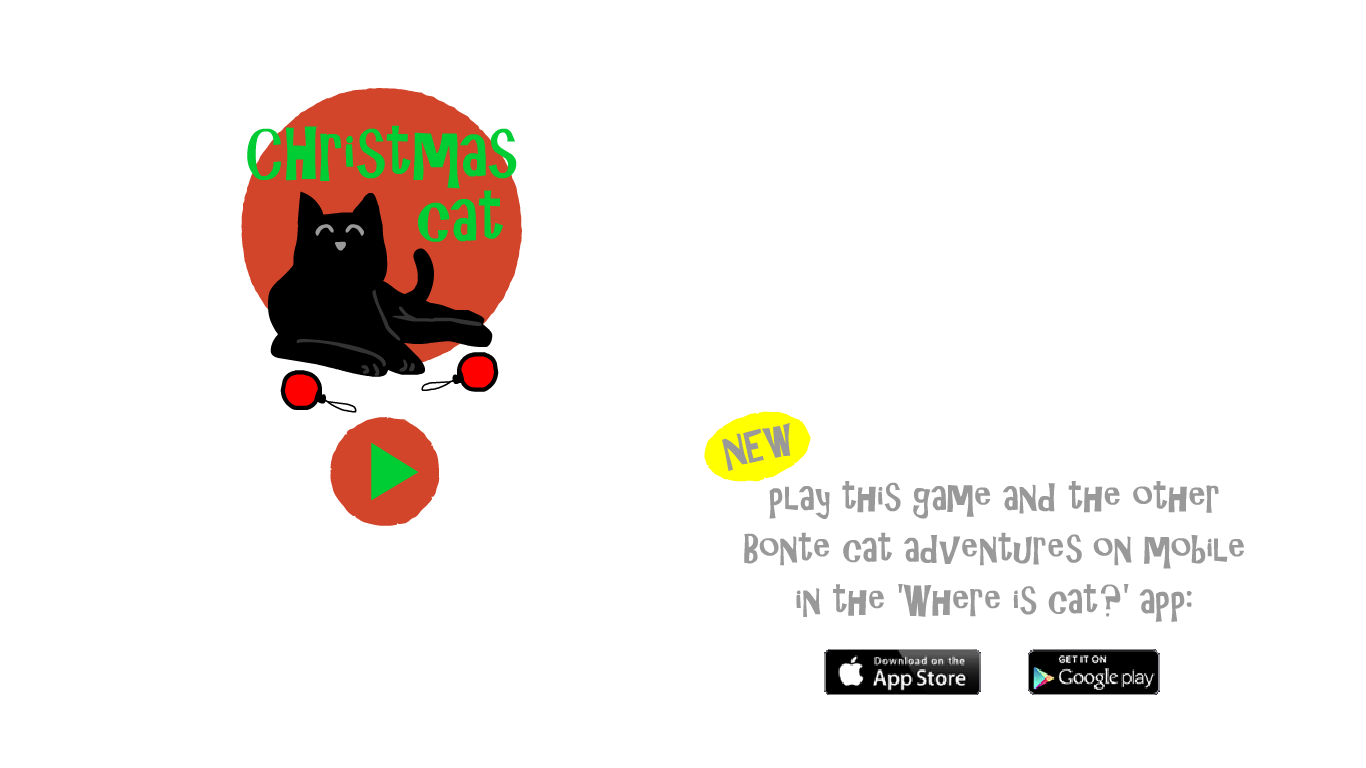 Christmas
cat
NEW
play this game and the other
Bonte cat adventures on mobile
in the 'Where is cat?' app:
Download on the
App Store
GET IT ON
Google play